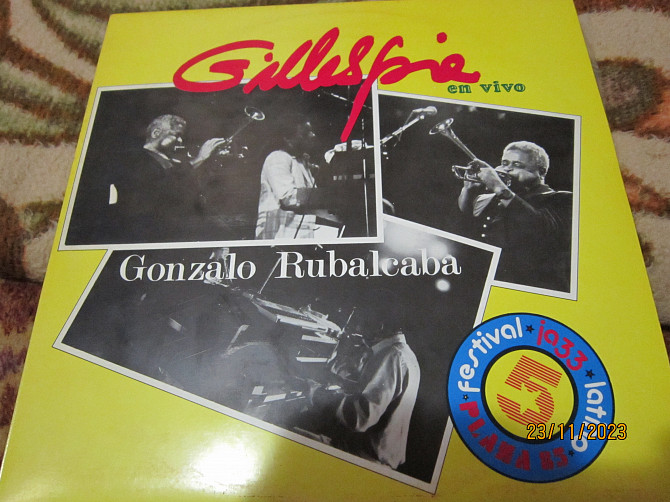 Gillespie
en vivo
Gonzalo Rubalcaba
festival jazz latino
5
PLAZA 85
23/11/2023